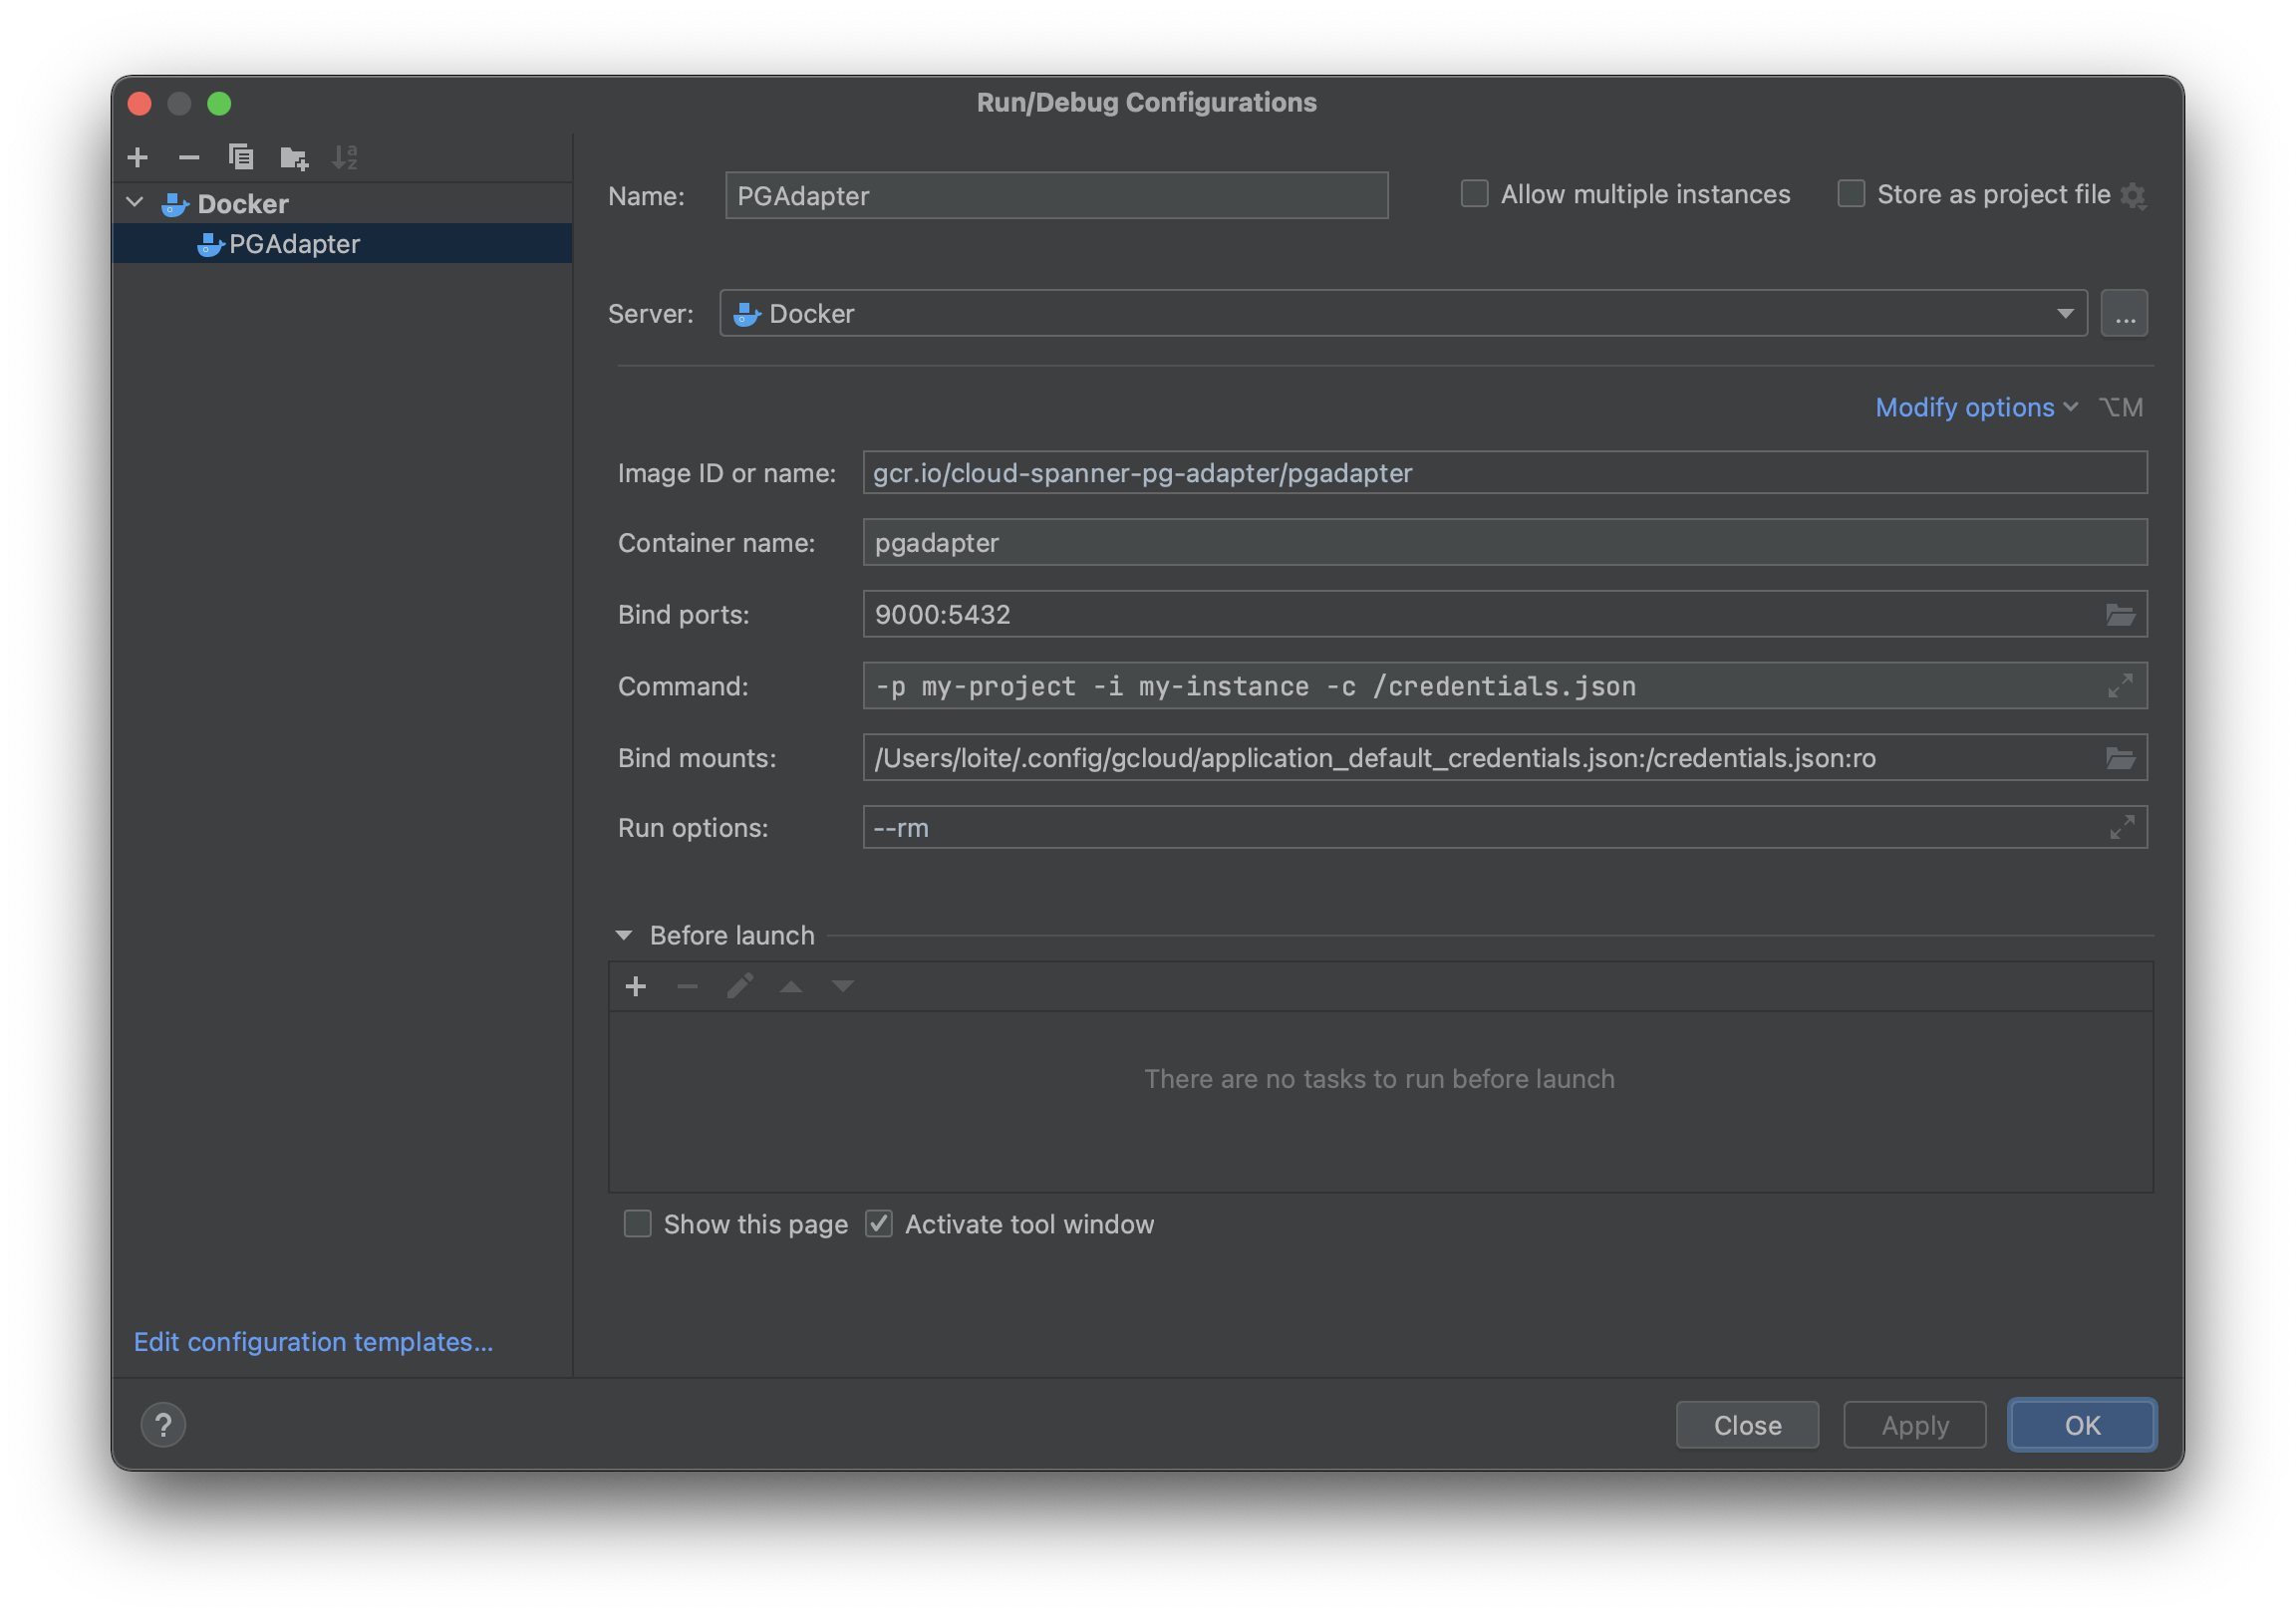 Run/Debug Configurations
Docker
PGAdapter
Edit configuration templates...
Name: PGAdapter
Allow multiple instances
Store as project file
Server: Docker
...
Modify options ⌥M
Image ID or name: gcr.io/cloud-spanner-pg-adapter/pgadapter
Container name: pgadapter
Bind ports: 9000:5432
Command: -p my-project -i my-instance -c /credentials.json
Bind mounts: /Users/loite/.config/gcloud/application_default_credentials.json:/credentials.json:ro
Run options: --rm
Before launch
There are no tasks to run before launch
Show this page Activate tool window
? Close Apply OK